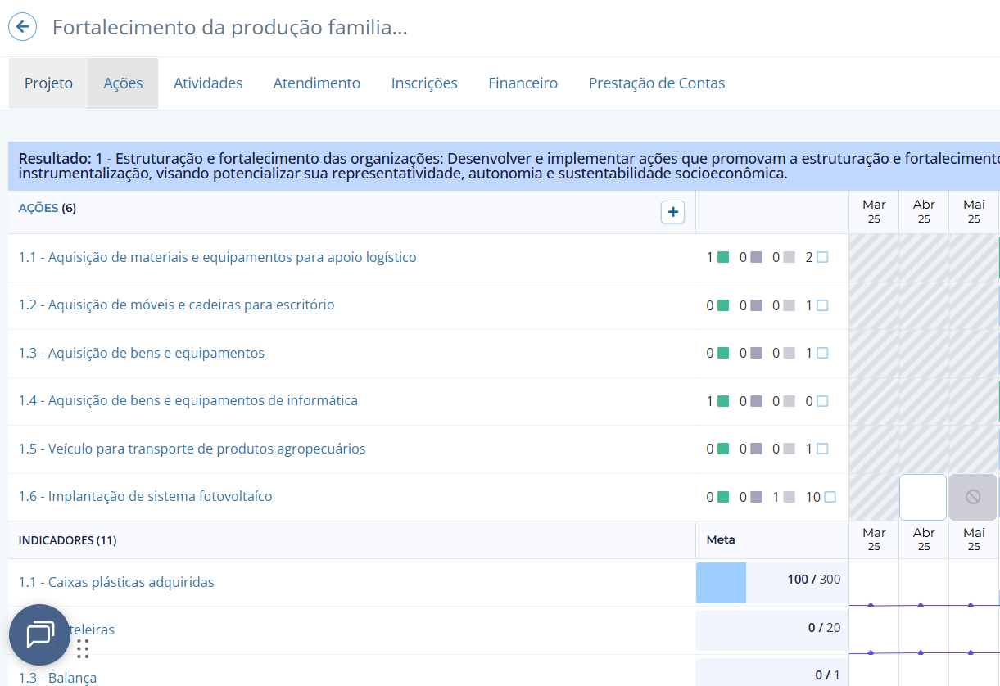 Fortalecimento da produção familia...
Projeto Ações Atividades Atendimento Inscrições Financeiro Prestação de Contas
Resultado: 1 - Estruturação e fortalecimento das organizações: Desenvolver e implementar ações que promovam a estruturação e fortalecimento
instrumentalização, visando potencializar sua representatividade, autonomia e sustentabilidade socioeconômica.
AÇÕES (6) + Mar 25 Abr 25 Mai 25
1.1 - Aquisição de materiais e equipamentos para apoio logístico 1 0 0 2
1.2 - Aquisição de móveis e cadeiras para escritório 0 0 0 1
1.3 - Aquisição de bens e equipamentos 0 0 0 1
1.4 - Aquisição de bens e equipamentos de informática 1 0 0 0
1.5 - Veículo para transporte de produtos agropecuários 0 0 0 1
1.6 - Implantação de sistema fotovoltaíco 0 0 1 10
INDICADORES (11) Meta Mar 25 Abr 25 Mai 25
1.1 - Caixas plásticas adquiridas 100 / 300
teleiras 0 / 20
1.3 - Balança 0 / 1